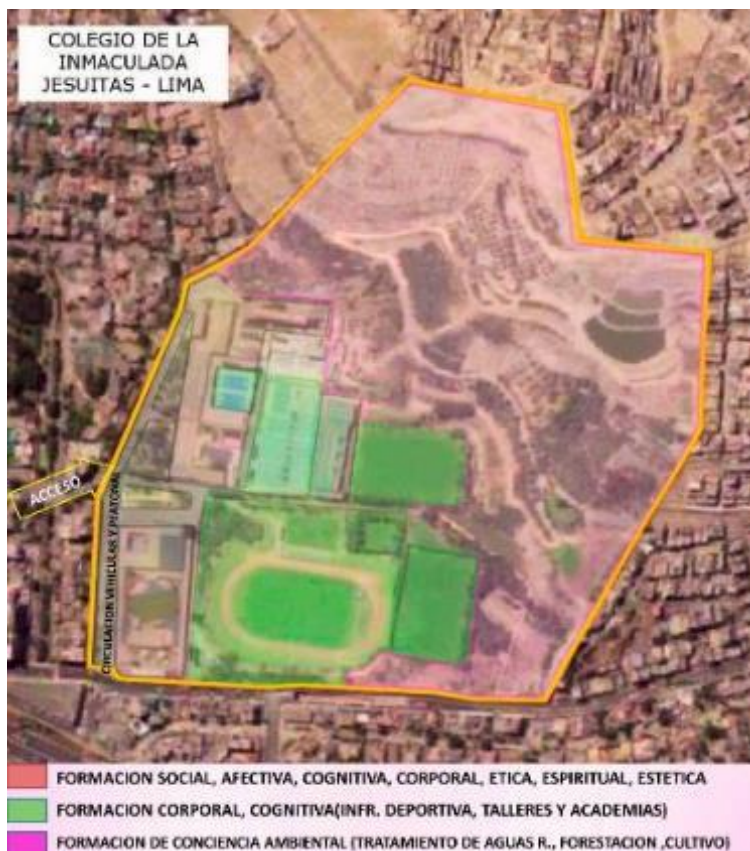 COLEGIO DE LA
INMACULADA
JESUITAS - LIMA
ACCESO
CIRCULACION VEHICULAR Y PEATONAL
FORMACION SOCIAL, AFECTIVA, COGNITIVA, CORPORAL, ETICA, ESPIRITUAL, ESTETICA
FORMACION CORPORAL, COGNITIVA(INFR. DEPORTIVA, TALLERES Y ACADEMIAS)
FORMACION DE CONCIENCIA AMBIENTAL (TRATAMIENTO DE AGUAS R., FORESTACION ,CULTIVO)